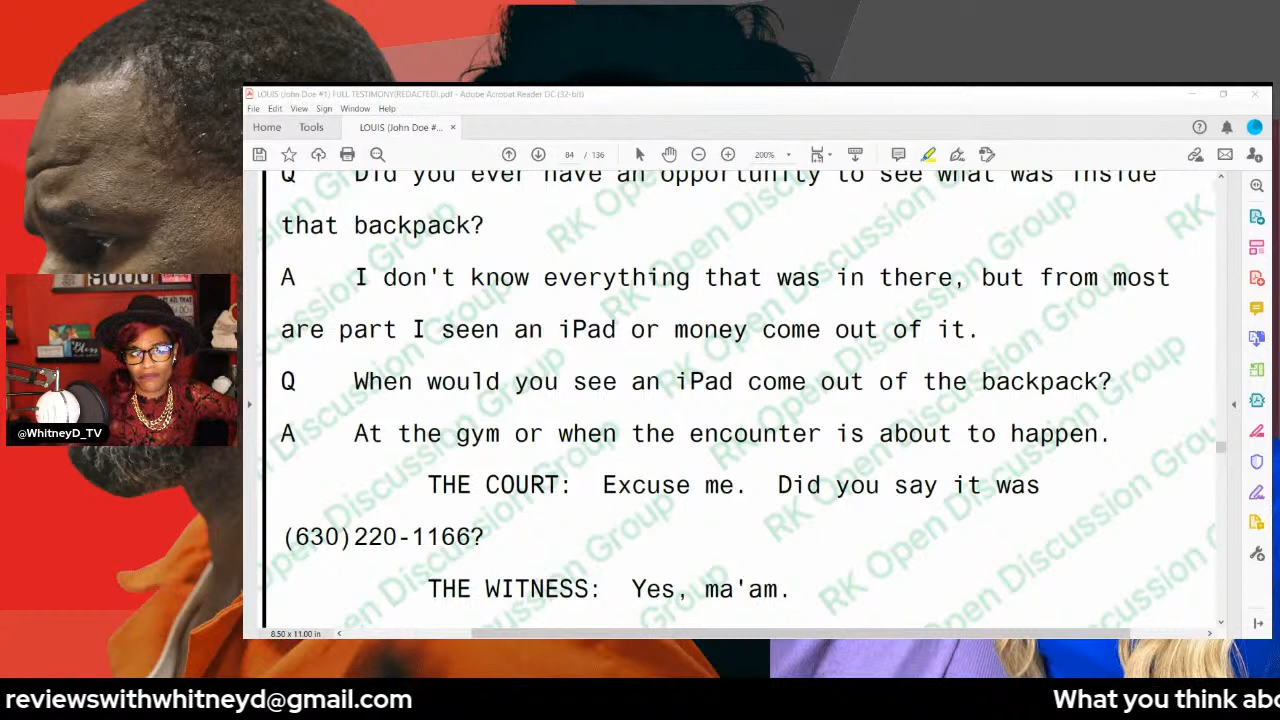 LOUIS (John Doe #1) FULL TESTIMONY(REDACTED).pdf - Adobe Acrobat Reader DC (32-bit)
File Edit View Sign Window Help
Home Tools LOUIS (John Doe #... ×
84 / 136 200%
Q Did you ever have an opportunity to see what was inside
that backpack?
A I don't know everything that was in there, but from most
are part I seen an iPad or money come out of it.
Q When would you see an iPad come out of the backpack?
A At the gym or when the encounter is about to happen.
THE COURT: Excuse me. Did you say it was
(630)220-1166?
THE WITNESS: Yes, ma'am.
RK Open Discussion Group
8.50 x 11.00 in
@WhitneyD_TV
reviewswithwhitneyd@gmail.com
What you think abo